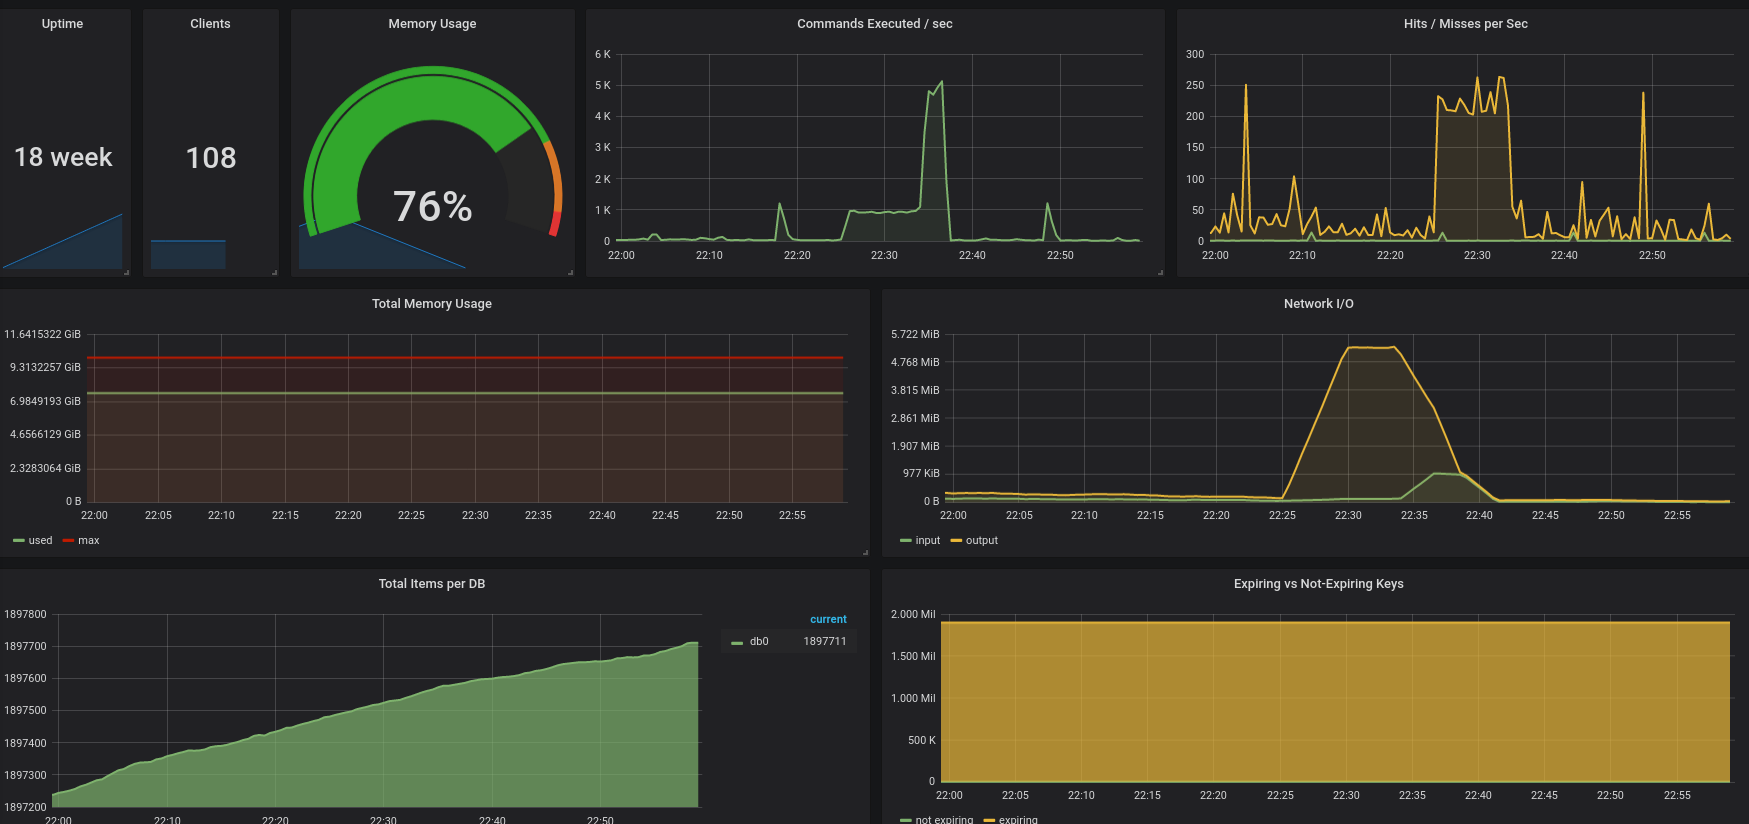 Uptime
18 week
Clients
108
Memory Usage
76%
Commands Executed / sec
6 K
5 K
4 K
3 K
2 K
1 K
0
22:00 22:10 22:20 22:30 22:40 22:50
Hits / Misses per Sec
300
250
200
150
100
50
0
22:00 22:10 22:20 22:30 22:40 22:50
Total Memory Usage
11.6415322 GiB
9.3132257 GiB
6.9849193 GiB
4.6566129 GiB
2.3283064 GiB
0 B
22:00 22:05 22:10 22:15 22:20 22:25 22:30 22:35 22:40 22:45 22:50 22:55
used max
Network I/O
5.722 MiB
4.768 MiB
3.815 MiB
2.861 MiB
1.907 MiB
977 KiB
0 B
22:00 22:05 22:10 22:15 22:20 22:25 22:30 22:35 22:40 22:45 22:50 22:55
input output
Total Items per DB
1897800
1897700
1897600
1897500
1897400
1897300
1897200
22:00 22:10 22:20 22:30 22:40 22:50
current
db0 1897711
Expiring vs Not-Expiring Keys
2.000 Mil
1.500 Mil
1.000 Mil
500 K
0
22:00 22:05 22:10 22:15 22:20 22:25 22:30 22:35 22:40 22:45 22:50 22:55
not expiring expiring